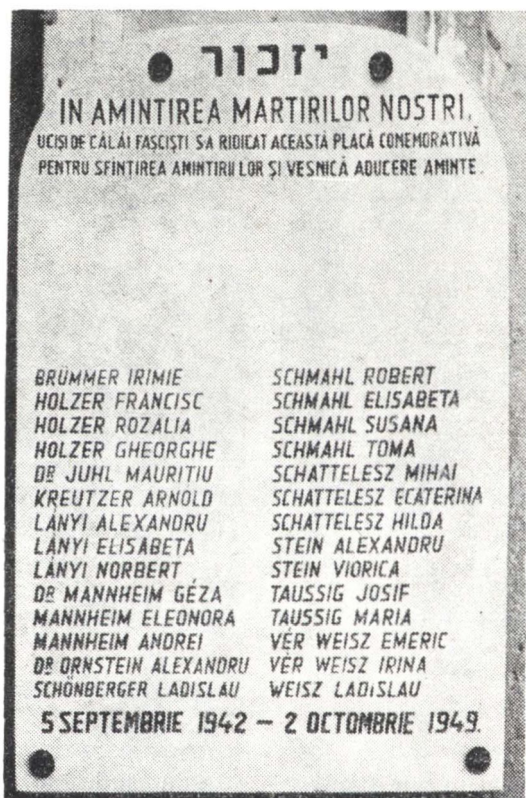 יזכור
IN AMINTIREA MARTIRILOR NOSTRI,
UCIȘI DE CĂLĂI FASCIȘTI S'A RIDICAT ACEASTĂ PLACĂ COMEMORATIVĂ
PENTRU SFINȚIREA AMINTIRII LOR ȘI VEȘNICĂ ADUCERE AMINTE.
BRÜMMER IRIMIE
HOLZER FRANCISC
HOLZER ROZALIA
HOLZER GHEORGHE
DR JUHL MAURITIU
KREUTZER ARNOLD
LÁNYI ALEXANDRU
LÁNYI ELISABETA
LÁNYI NORBERT
DR MANNHEIM GÉZA
MANNHEIM ELEONORA
MANNHEIM ANDREI
DR ORNSTEIN ALEXANDRU
SCHÖNBERGER LADISLAU
SCHMAHL ROBERT
SCHMAHL ELISABETA
SCHMAHL SUSANA
SCHMAHL TOMA
SCHATTELESZ MIHAI
SCHATTELESZ ECATERINA
SCHATTELESZ HILDA
STEIN ALEXANDRU
STEIN VIORICA
TAUSSIG JOSIF
TAUSSIG MARIA
VÉR WEISZ EMERIC
VÉR WEISZ IRINA
WEISZ LADISLAU
5 SEPTEMBRIE 1942 – 2 OCTOMBRIE 1949.